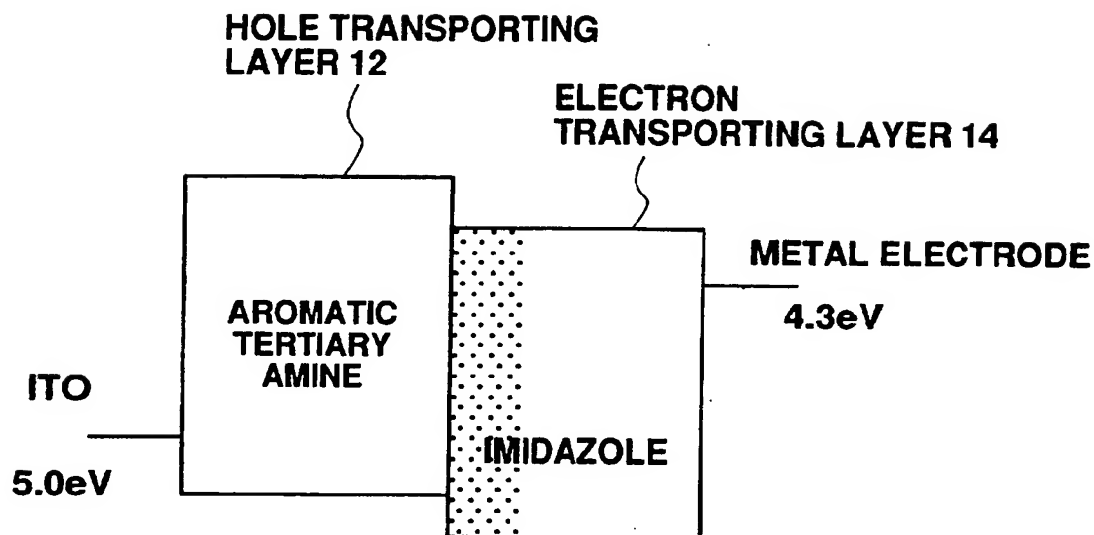 HOLE TRANSPORTING
LAYER 12
ELECTRON
TRANSPORTING LAYER 14
METAL ELECTRODE
4.3eV
AROMATIC
TERTIARY
AMINE
ITO
5.0eV
IMIDAZOLE